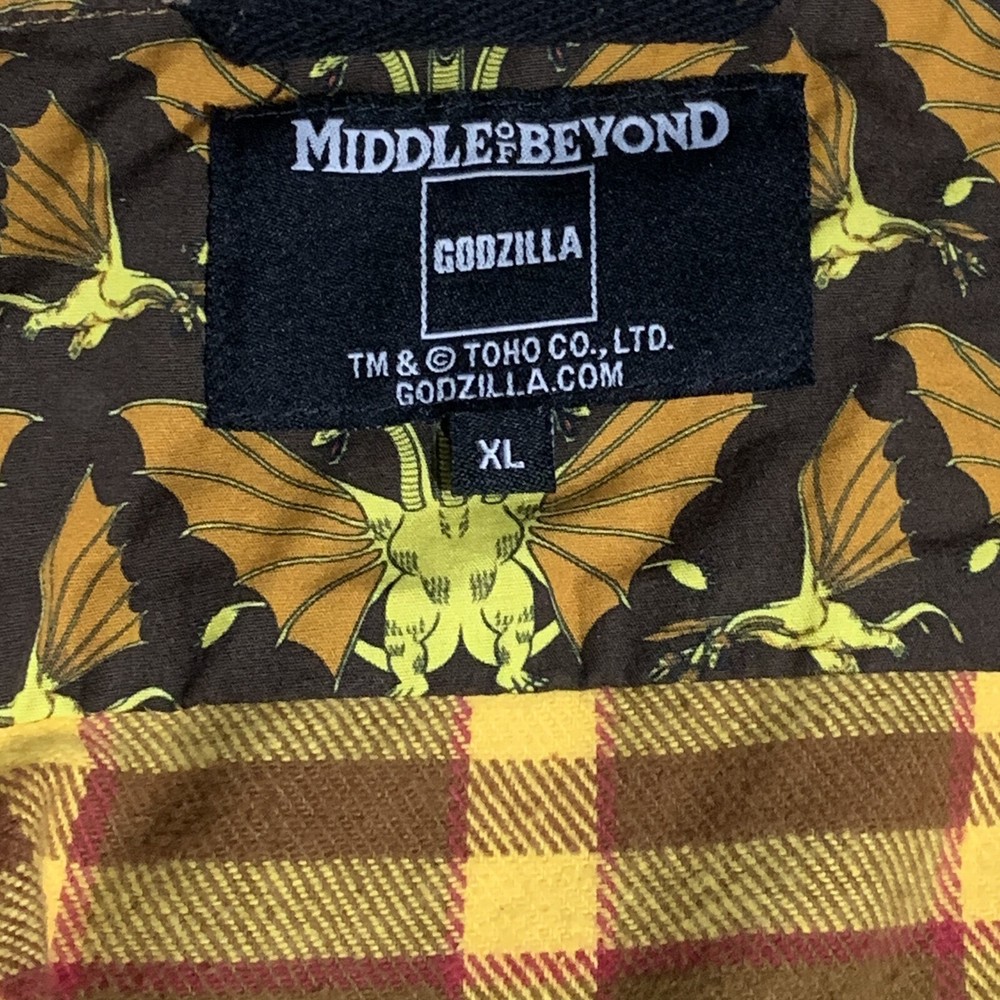 MIDDLE OF BEYOND
GODZILLA
TM & © TOHO CO., LTD.
GODZILLA.COM
XL